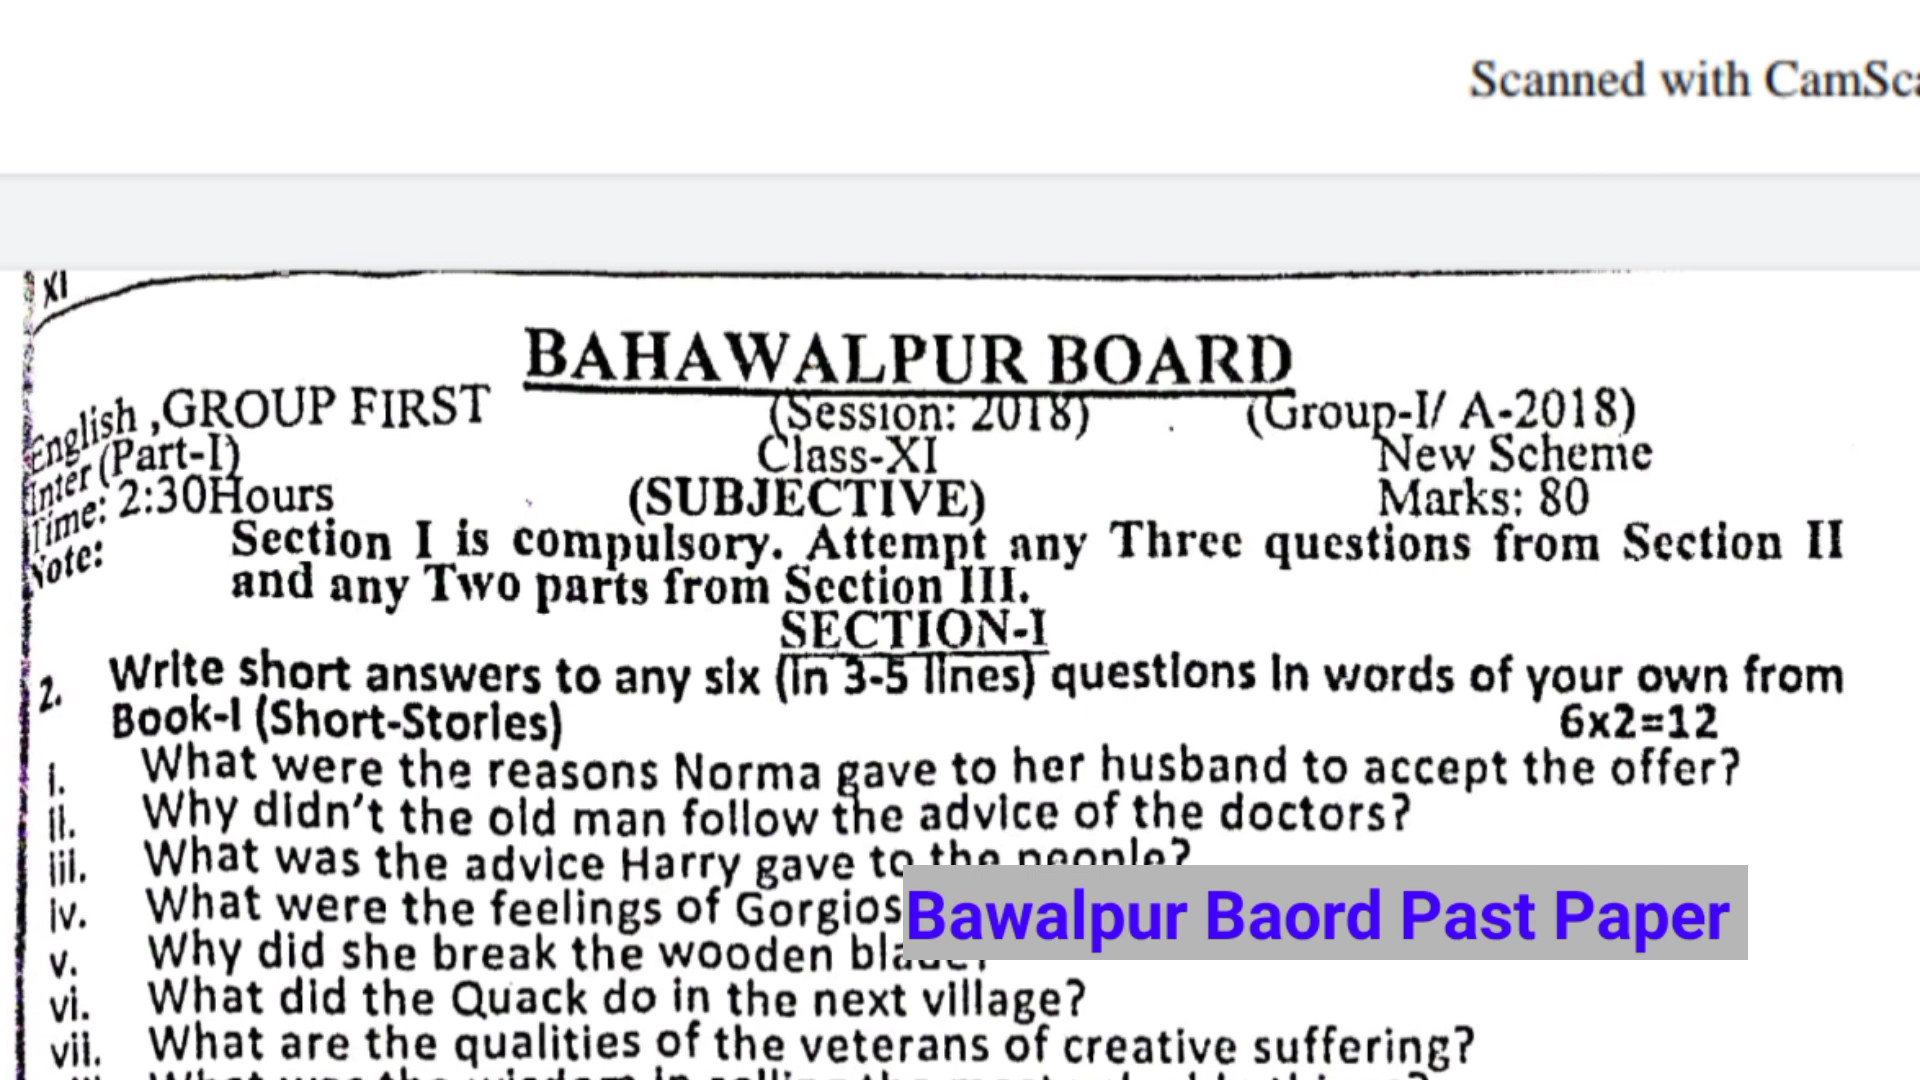 Scanned with CamSca
XI
BAHAWALPUR BOARD
English ,GROUP FIRST (Session: 2018) (Group-I/ A-2018)
Inter (Part-I) Class-XI New Scheme
Time: 2:30Hours (SUBJECTIVE) Marks: 80
Note: Section I is compulsory. Attempt any Three questions from Section II
and any Two parts from Section III.
SECTION-I
2. Write short answers to any six (in 3-5 lines) questions in words of your own from
Book-I (Short-Stories) 6x2=12
i. What were the reasons Norma gave to her husband to accept the offer?
ii. Why didn't the old man follow the advice of the doctors?
iii. What was the advice Harry gave to the people?
iv. What were the feelings of Gorgios
Bawalpur Baord Past Paper
v. Why did she break the wooden
vi. What did the Quack do in the next village?
vii. What are the qualities of the veterans of creative suffering?